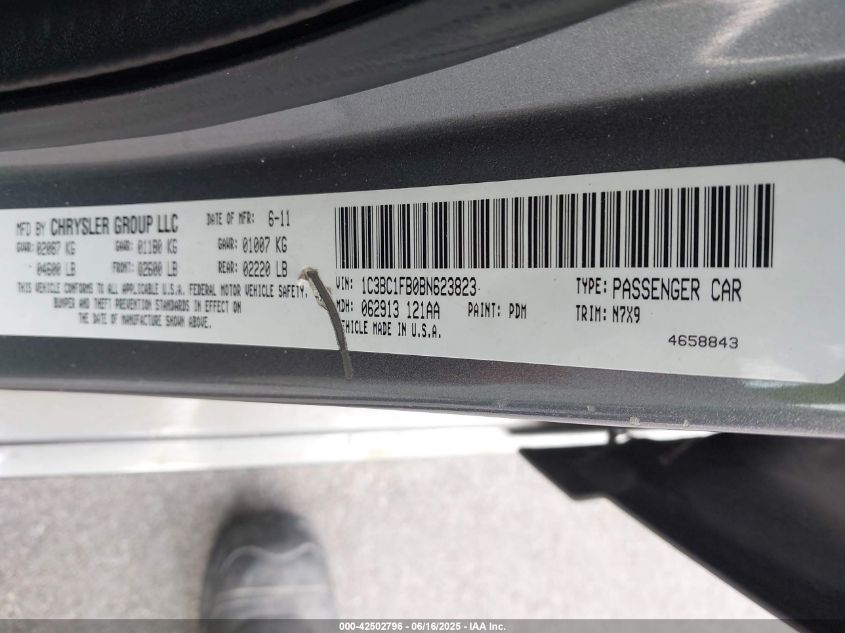 MFD BY CHRYSLER GROUP LLC DATE OF MFR: 6-11
GVWR: 02087 KG GAWR: 01180 KG GAWR: 01007 KG
04600 LB FRONT: 02600 LB REAR: 02220 LB
THIS VEHICLE CONFORMS TO ALL APPLICABLE U.S.A. FEDERAL MOTOR VEHICLE SAFETY,
BUMPER AND THEFT PREVENTION STANDARDS IN EFFECT ON
THE DATE OF MANUFACTURE SHOWN ABOVE.
VIN: 1C3BC1FB0BN623823 TYPE: PASSENGER CAR
MDH: 062913 121AA PAINT: PDM TRIM: N7X9
VEHICLE MADE IN U.S.A.
4658843
000-42502796 - 06/16/2025 - IAA Inc.